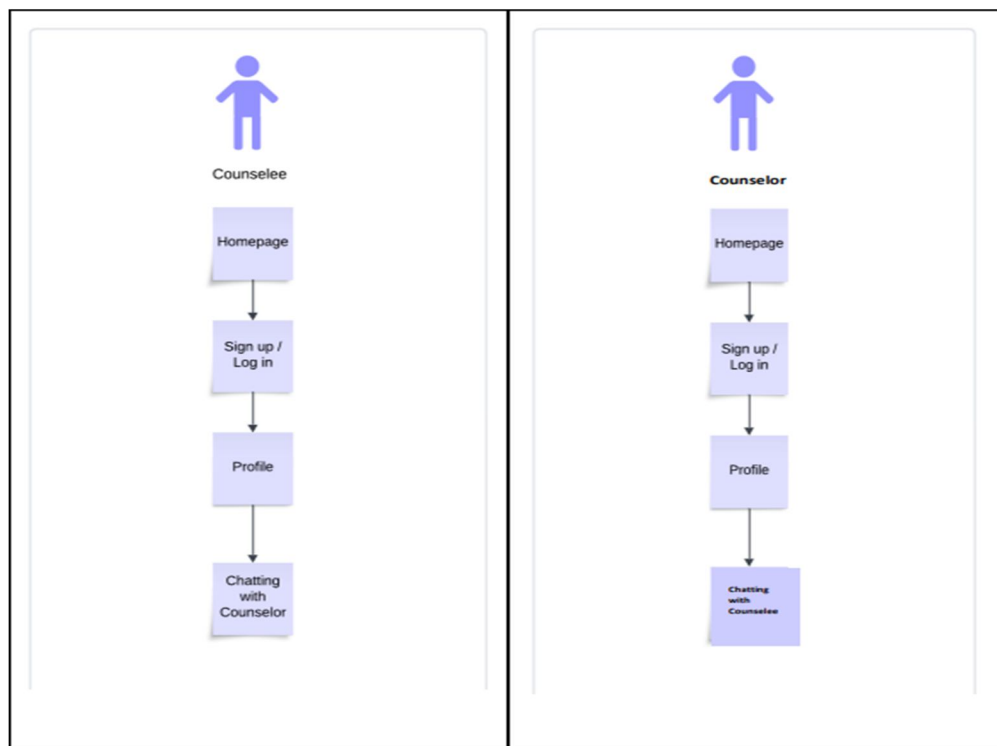 Counselee
Homepage
Sign up /
Log in
Profile
Chatting
with
Counselor
Counselor
Homepage
Sign up /
Log in
Profile
Chatting
with
Counselee